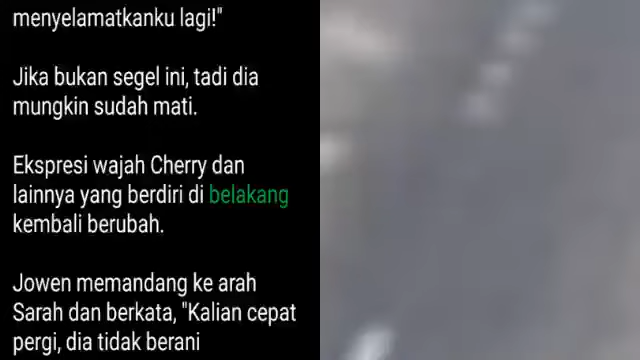 menyelamatkanku lagi!"
Jika bukan segel ini, tadi dia
mungkin sudah mati.
Ekspresi wajah Cherry dan
lainnya yang berdiri di belakang
kembali berubah.
Jowen memandang ke arah
Sarah dan berkata, "Kalian cepat
pergi, dia tidak berani